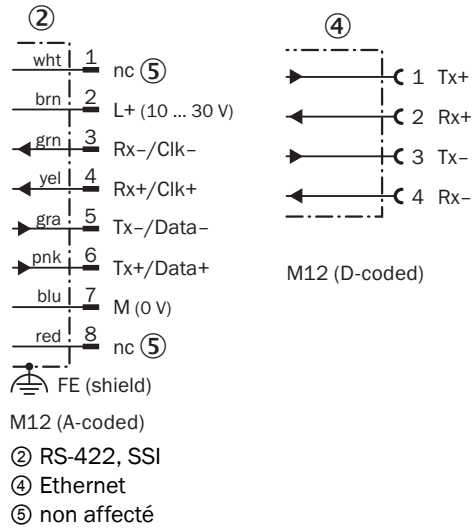 ②
wht 1 nc ⑤
brn 2 L+ (10 ... 30 V)
grn 3 Rx–/Clk–
yel 4 Rx+/Clk+
gra 5 Tx–/Data–
pnk 6 Tx+/Data+
blu 7 M (0 V)
red 8 nc ⑤
FE (shield)
M12 (A-coded)
④
1 Tx+
2 Rx+
3 Tx–
4 Rx–
M12 (D-coded)
② RS-422, SSI
④ Ethernet
⑤ non affecté